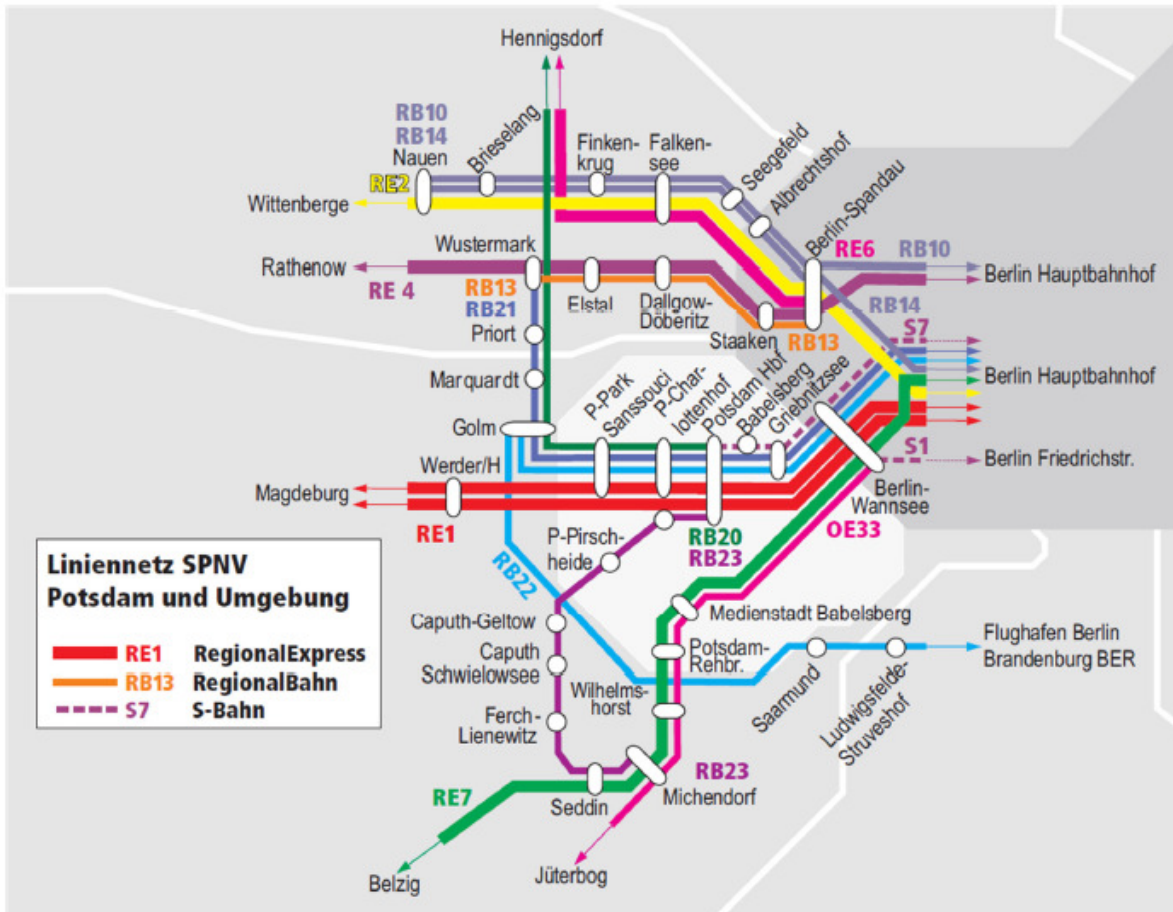 Hennigsdorf
RB10
RB14
Nauen
Brieselang
Finken-
krug
Falken-
see
Seegefeld
Albrechtshof
Berlin-Spandau
RE2
Wittenberge
RE6
RB10
Wustermark
Rathenow
Berlin Hauptbahnhof
RE 4
RB13
RB21
Elstal
Dallgow-
Döberitz
Staaken
RB13
RB14
S7
Priort
Marquardt
P-Park
Sanssouci
P-Char-
lottenhof
Potsdam Hbf
Babelsberg
Griebnitzsee
Berlin Hauptbahnhof
Golm
Werder/H
S1
Berlin Friedrichstr.
Magdeburg
Berlin-
Wannsee
RE1
P-Pirsch-
heide
RB20
RB23
OE33
Liniennetz SPNV
Potsdam und Umgebung
RE1 RegionalExpress
RB13 RegionalBahn
S7 S-Bahn
RB22
Caputh-Geltow
Medienstadt Babelsberg
Caputh
Schwielowsee
Potsdam-
Rehbr.
Flughafen Berlin
Brandenburg BER
Wilhelms-
horst
Saarmund
Ludwigsfelde-
Struveshof
Ferch-
Lienewitz
RB23
RE7
Seddin
Michendorf
Belzig
Jüterbog